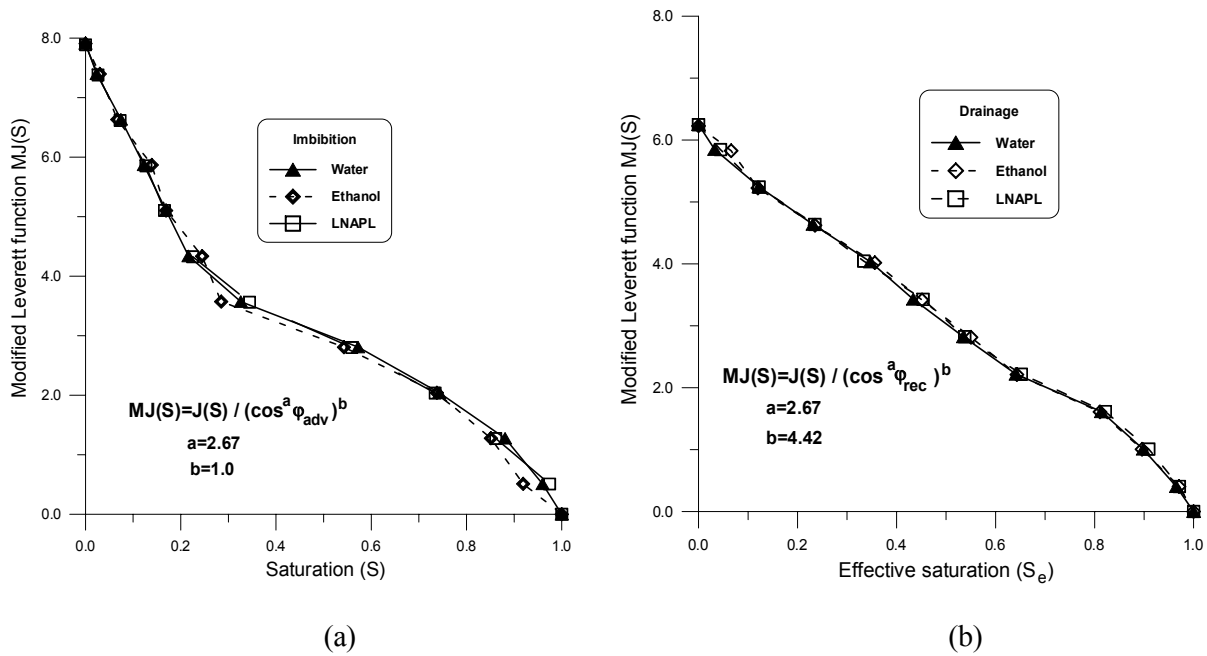 8.0
6.0
4.0
2.0
0.0
Modified Leverett function MJ(S)
Imbibition
Water
Ethanol
LNAPL
MJ(S)=J(S) / (cos^a φ_adv)^b
a=2.67
b=1.0
0.0 0.2 0.4 0.6 0.8 1.0
Saturation (S)
(a)
8.0
6.0
4.0
2.0
0.0
Modified Leverett function MJ(S)
Drainage
Water
Ethanol
LNAPL
MJ(S)=J(S) / (cos^a φ_rec )^b
a=2.67
b=4.42
0.0 0.2 0.4 0.6 0.8 1.0
Effective saturation (S_e)
(b)